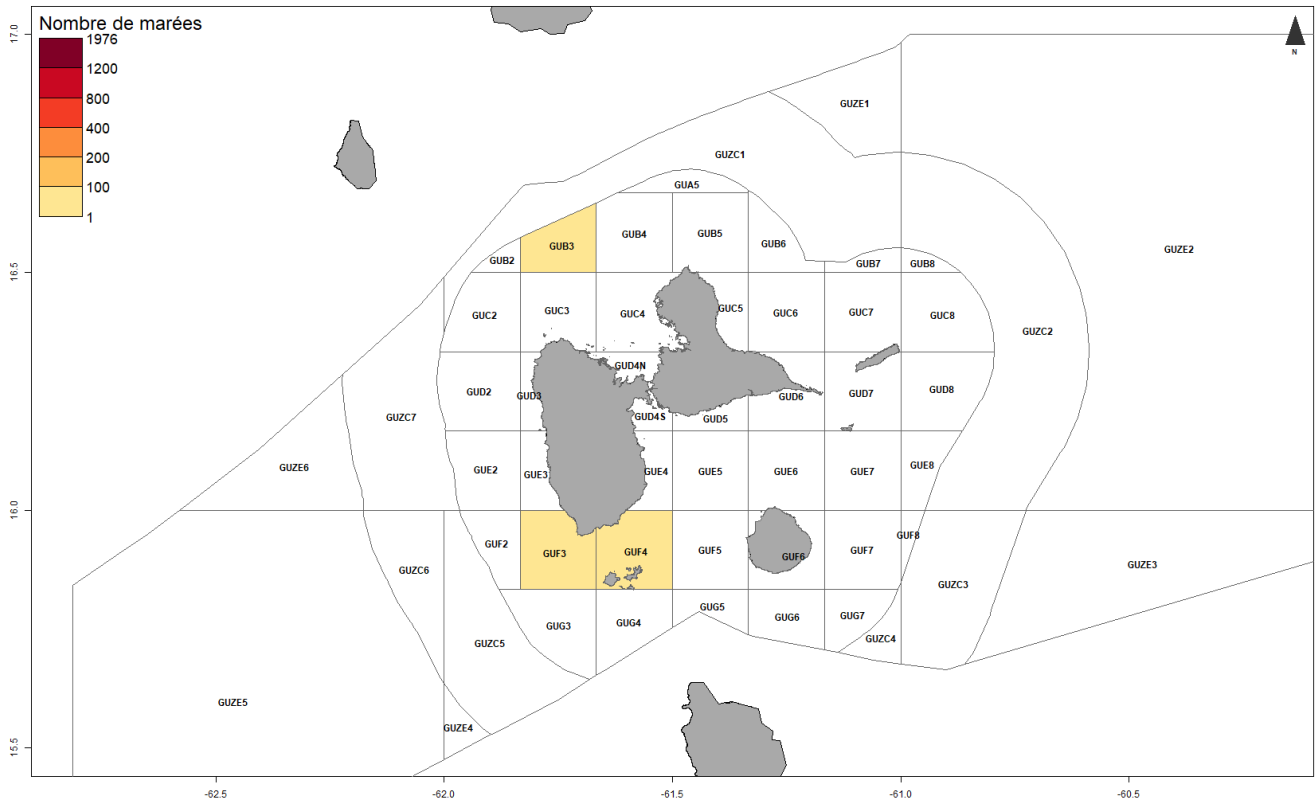 Nombre de marées
1976
1200
800
400
200
100
1
N
17.0
16.5
16.0
15.5
-62.5
-62.0
-61.5
-61.0
-60.5
GUZE1
GUZC1
GUA5
GUB2
GUB3
GUB4
GUB5
GUB6
GUB7
GUB8
GUZE2
GUC2
GUC3
GUC4
GUC5
GUC6
GUC7
GUC8
GUZC2
GUD4N
GUD2
GUD3
GUD4S
GUD5
GUD6
GUD7
GUD8
GUZC7
GUZE6
GUE2
GUE3
GUE4
GUE5
GUE6
GUE7
GUE8
GUF2
GUF3
GUF4
GUF5
GUF6
GUF7
GUF8
GUZE3
GUZC6
GUZC3
GUG3
GUG4
GUG5
GUG6
GUG7
GUZC4
GUZC5
GUZE5
GUZE4